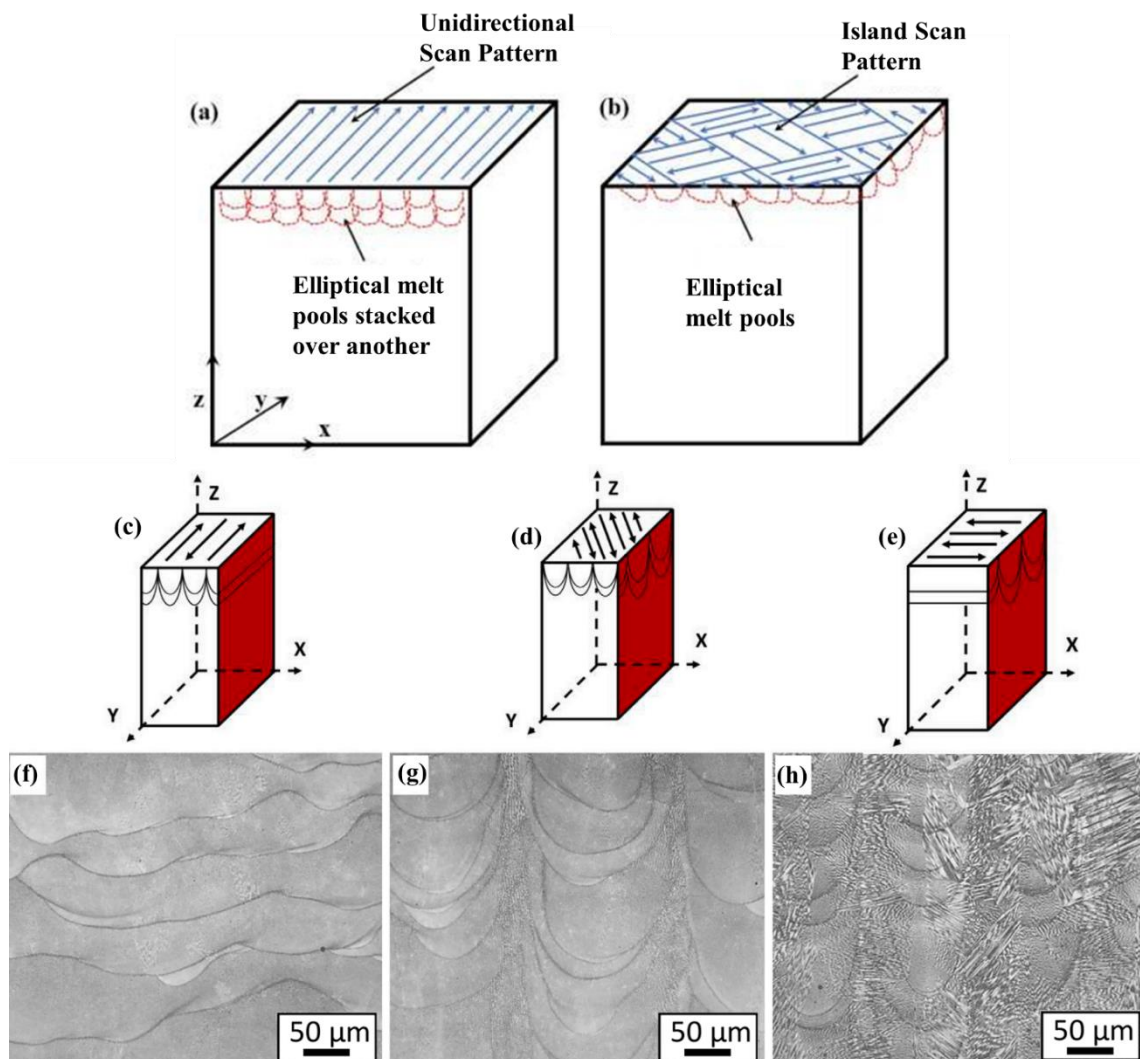 Unidirectional
Scan Pattern
Island Scan
Pattern
(a)
(b)
Elliptical melt
pools stacked
over another
Elliptical
melt pools
z
y
x
(c)
Z
X
Y
(d)
Z
X
Y
(e)
Z
X
Y
(f)
50 µm
(g)
50 µm
(h)
50 µm